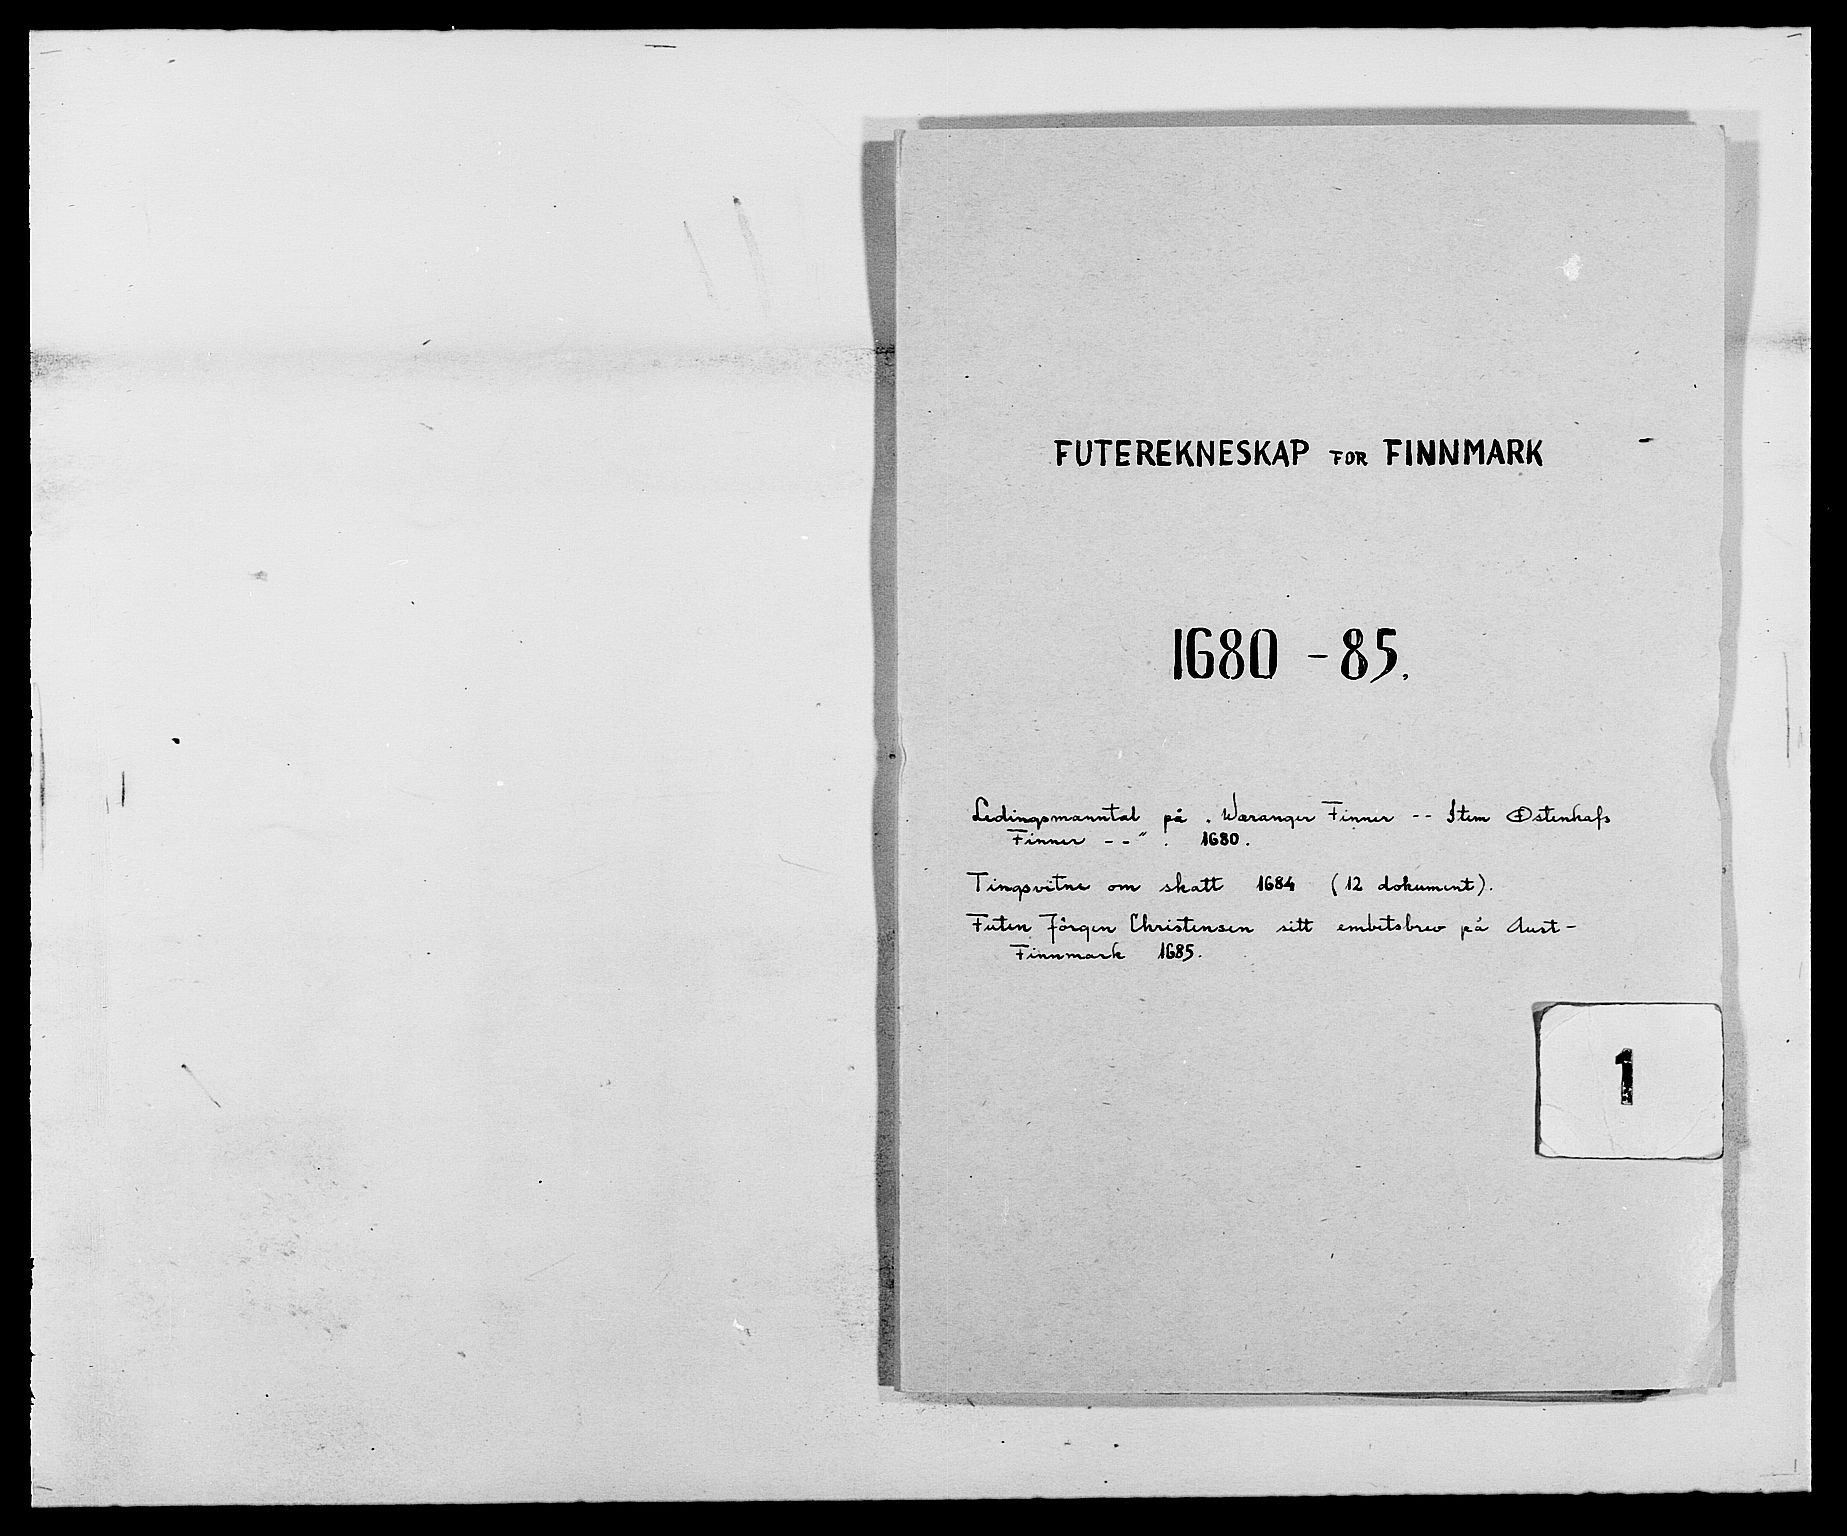 FUTEREKNESKAP FOR FINNMARK
1680 - 85.
Ledingsmanntal på „Waranger Finner -- Item Østenhafs
Finner --". 1680.
Tingsvitne om skatt 1684 (12 dokument).
Futen Jörgen Christensen sitt embetsbrev på Aust-
Finnmark 1685.
1